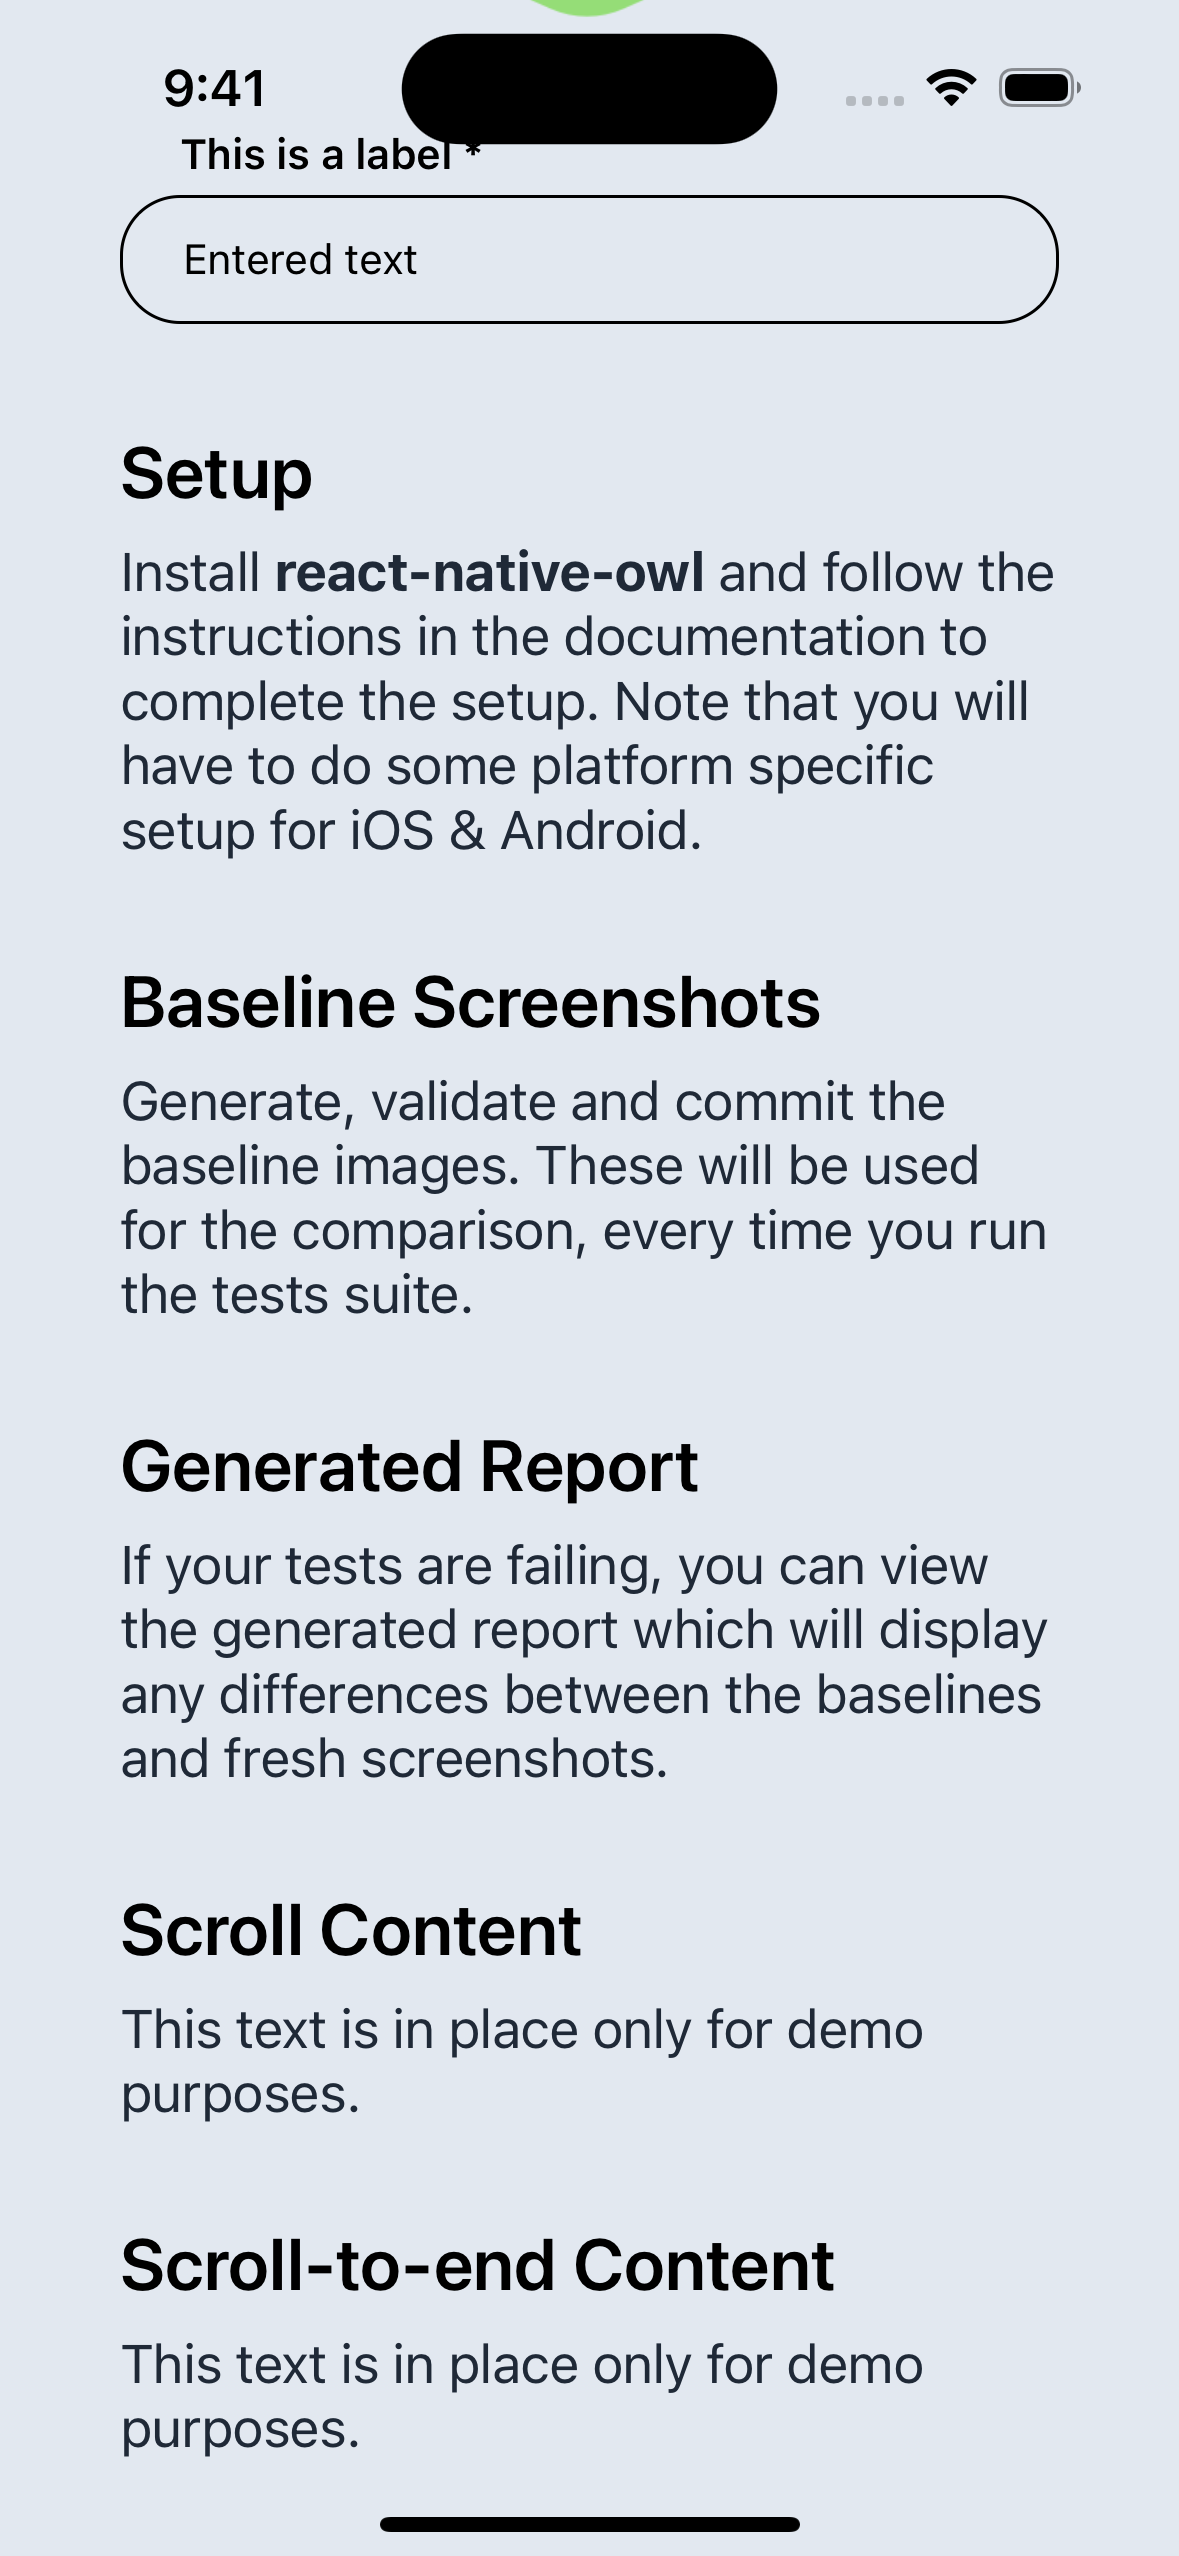 9:41
This is a label *
Entered text
Setup
Install react-native-owl and follow the
instructions in the documentation to
complete the setup. Note that you will
have to do some platform specific
setup for iOS & Android.
Baseline Screenshots
Generate, validate and commit the
baseline images. These will be used
for the comparison, every time you run
the tests suite.
Generated Report
If your tests are failing, you can view
the generated report which will display
any differences between the baselines
and fresh screenshots.
Scroll Content
This text is in place only for demo
purposes.
Scroll-to-end Content
This text is in place only for demo
purposes.